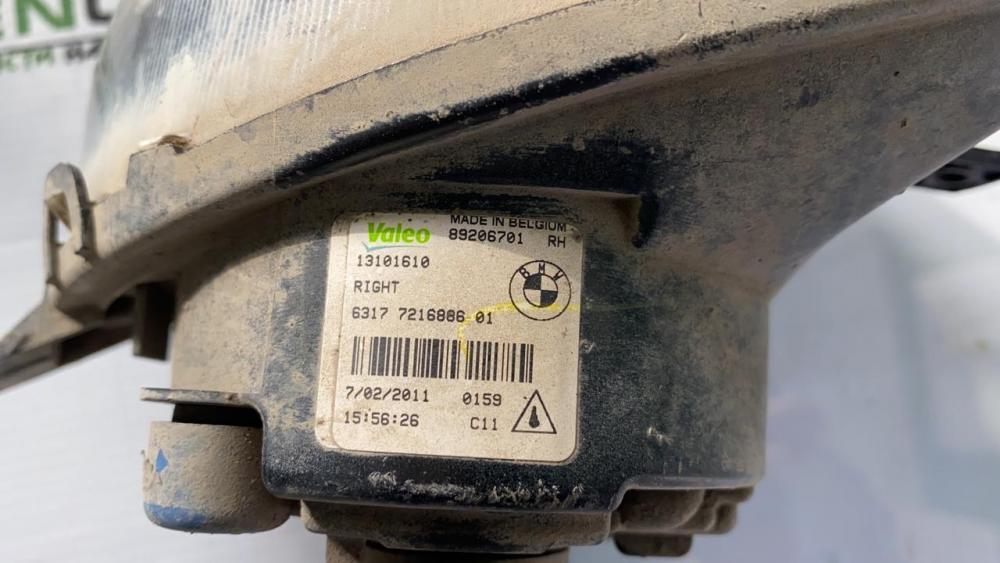 Valeo MADE IN BELGIUM
89206701 RH
13101610
RIGHT
BMW
6317 7216886 01
7/02/2011 0159
15:56:26 C11